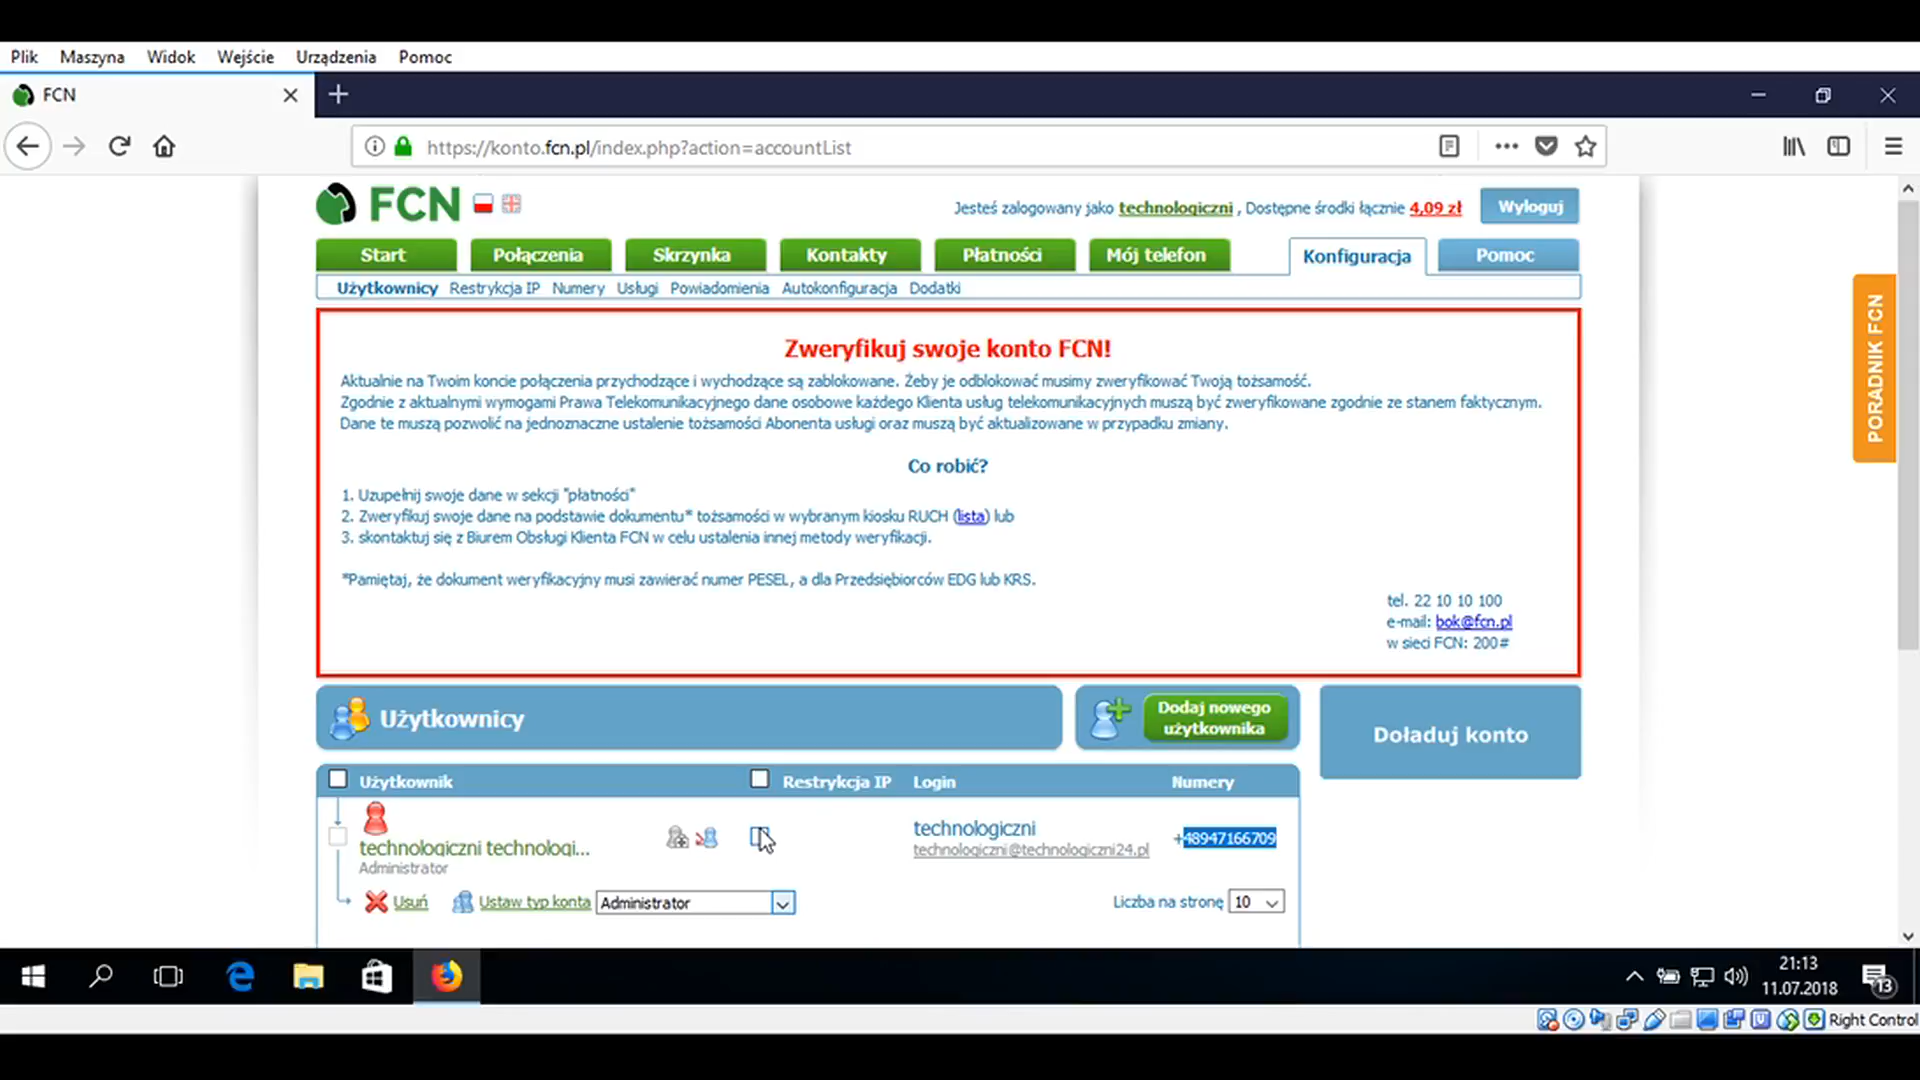 Plik Maszyna Widok Wejście Urządzenia Pomoc
FCN
https://konto.fcn.pl/index.php?action=accountList
FCN
Jesteś zalogowany jako technologiczni , Dostępne środki łącznie 4,09 zł Wyloguj
Start Połączenia Skrzynka Kontakty Płatności Mój telefon Konfiguracja Pomoc
Użytkownicy Restrykcja IP Numery Usługi Powiadomienia Autokonfiguracja Dodatki
PORADNIK FCN
Zweryfikuj swoje konto FCN!
Aktualnie na Twoim koncie połączenia przychodzące i wychodzące są zablokowane. Żeby je odblokować musimy zweryfikować Twoją tożsamość.
Zgodnie z aktualnymi wymogami Prawa Telekomunikacyjnego dane osobowe każdego Klienta usług telekomunikacyjnych muszą być zweryfikowane zgodnie ze stanem faktycznym.
Dane te muszą pozwolić na jednoznaczne ustalenie tożsamości Abonenta usługi oraz muszą być aktualizowane w przypadku zmiany.
Co robić?
1. Uzupełnij swoje dane w sekcji "płatności"
2. Zweryfikuj swoje dane na podstawie dokumentu* tożsamości w wybranym kiosku RUCH (lista) lub
3. skontaktuj się z Biurem Obsługi Klienta FCN w celu ustalenia innej metody weryfikacji.
*Pamiętaj, że dokument weryfikacyjny musi zawierać numer PESEL, a dla Przedsiębiorców EDG lub KRS.
tel. 22 10 10 100
e-mail: bok@fcn.pl
w sieci FCN: 200#
Użytkownicy
Dodaj nowego
użytkownika
Doładuj konto
Użytkownik Restrykcja IP Login Numery
technologiczni technologi... technologiczni +48947166709
Administrator technologiczni@technologiczni24.pl
Usuń Ustaw typ konta Administrator Liczba na stronę 10
21:13
11.07.2018
13
Right Control